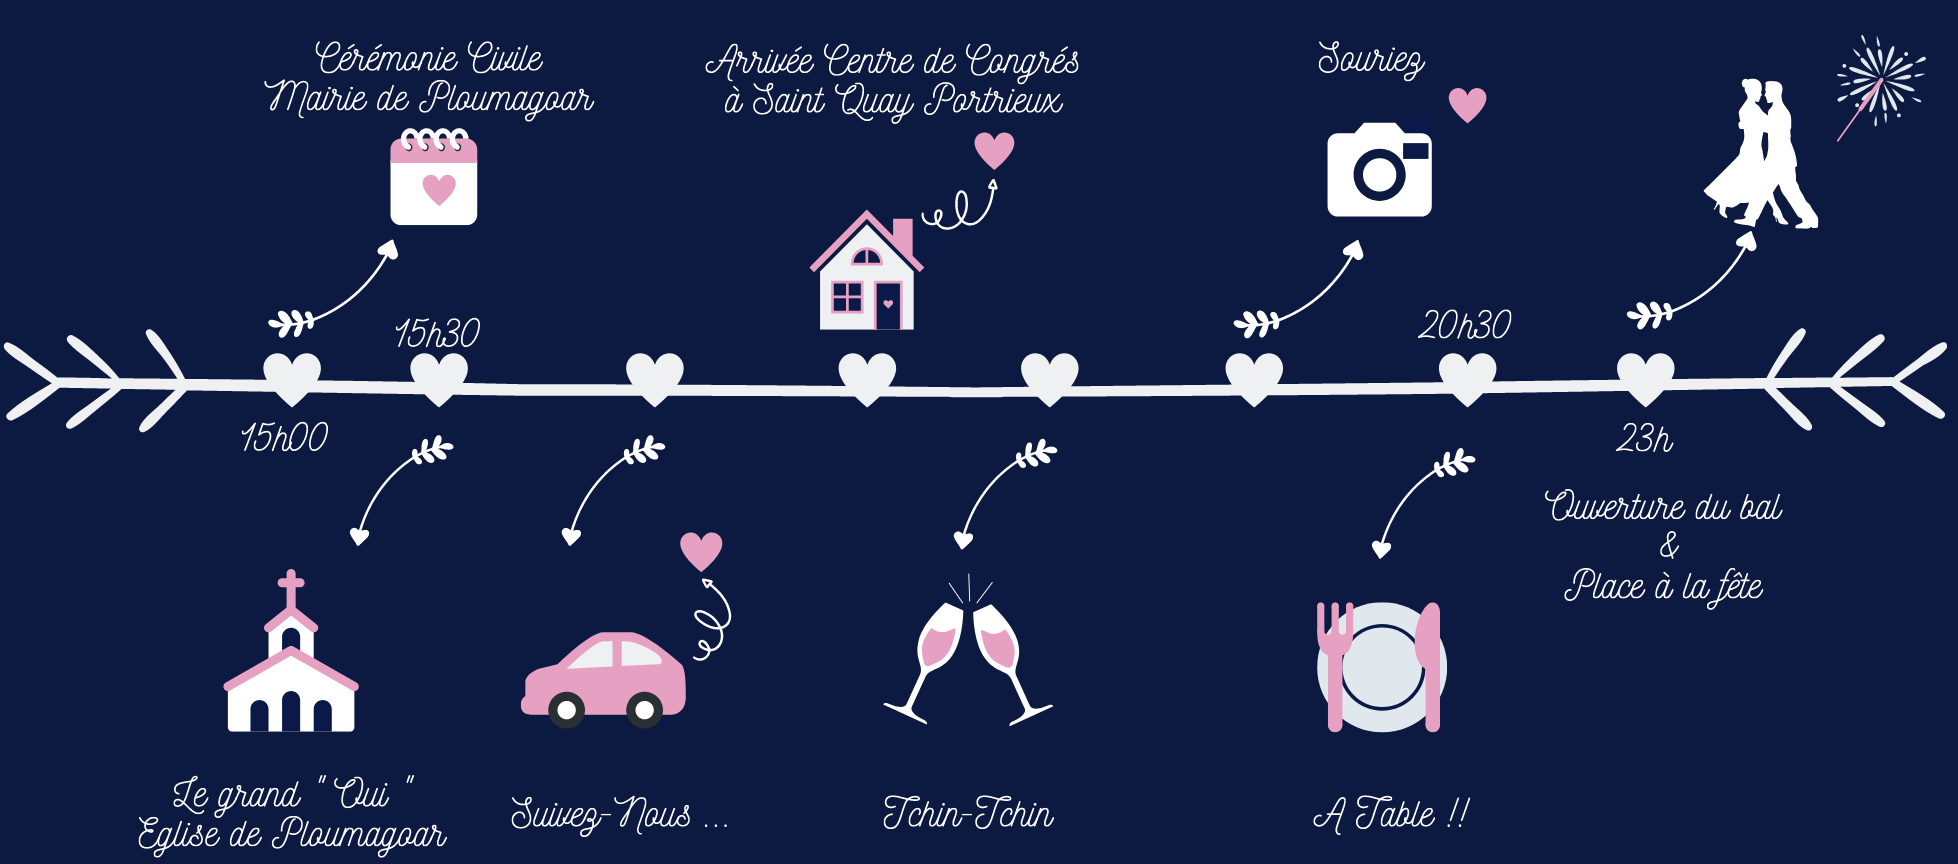 Cérémonie Civile
Mairie de Ploumagoar
Arrivée Centre de Congrés
à Saint Quay Portrieux
Souriez
15h30
20h30
15h00
23h
Ouverture du bal
&
Place à la fête
Le grand "Oui"
Eglise de Ploumagoar
Suivez-Nous ...
Tchin-Tchin
A Table !!